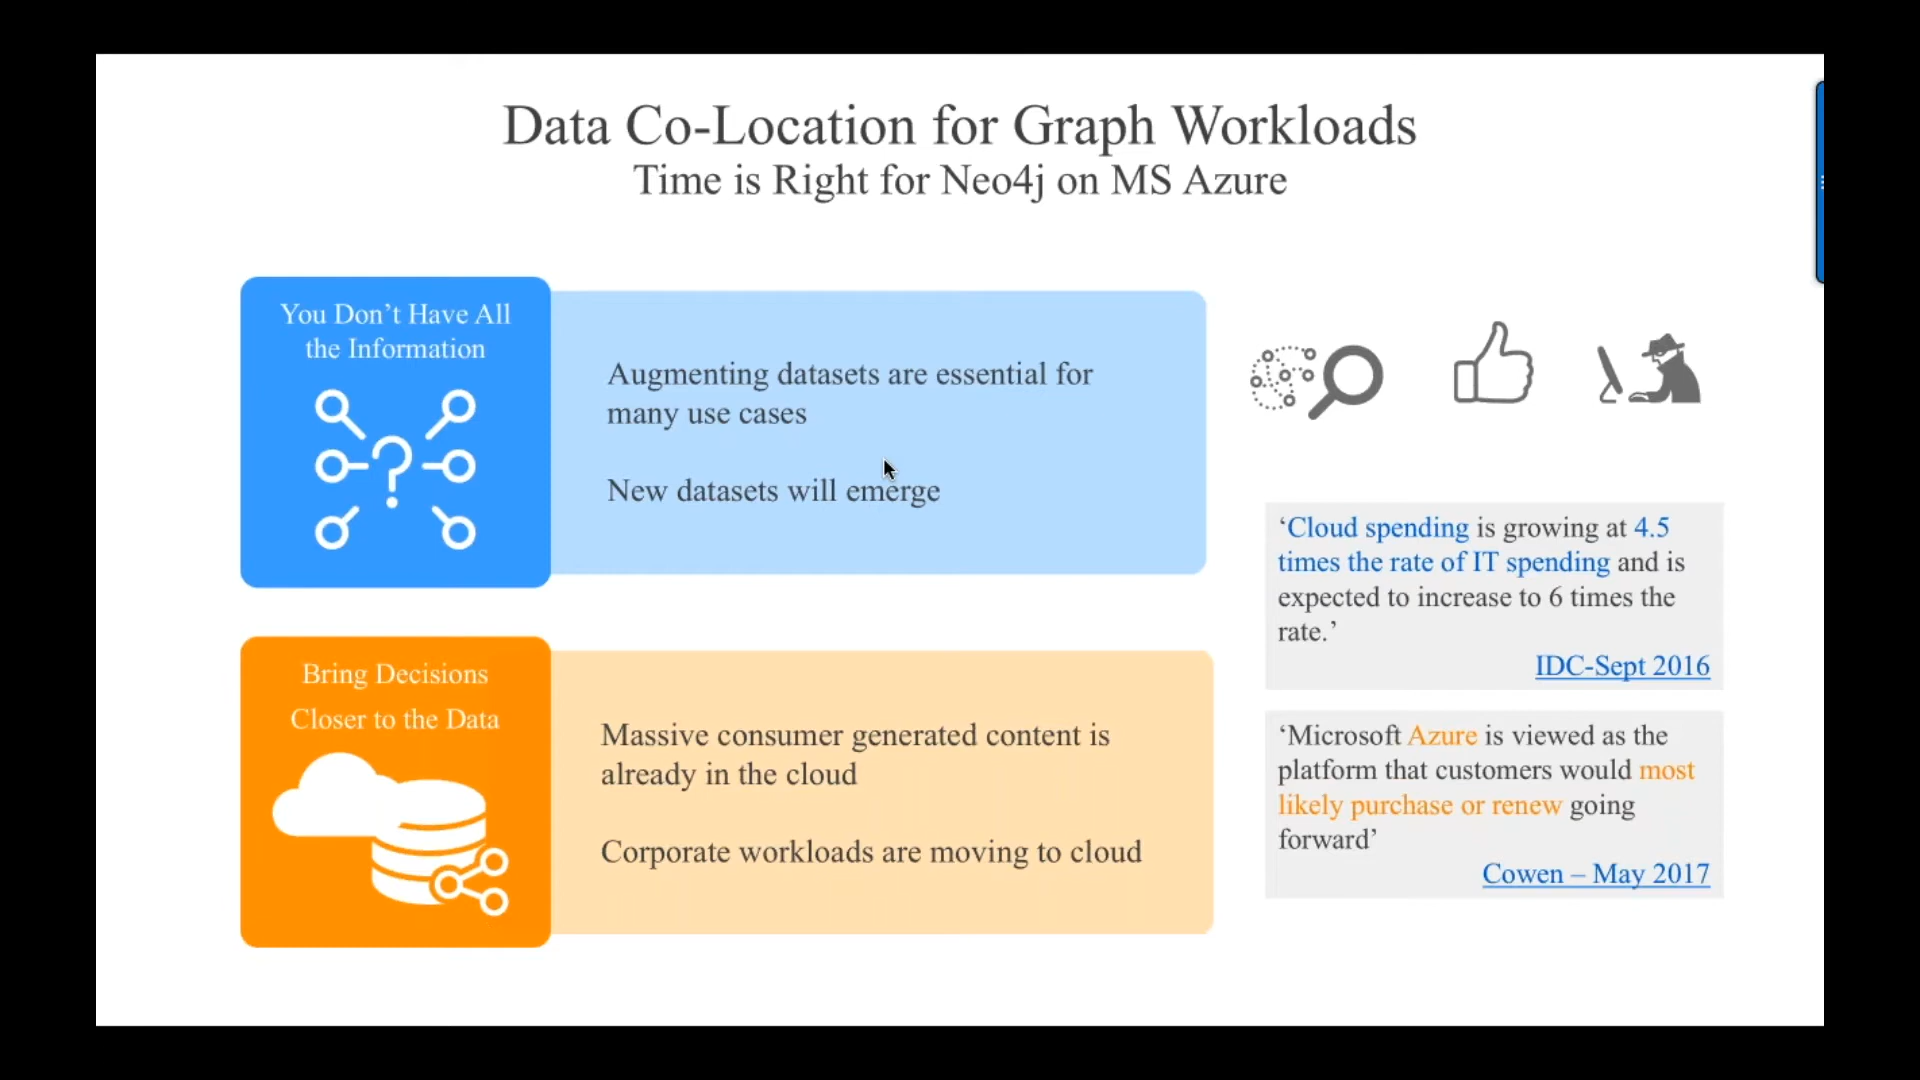 Data Co-Location for Graph Workloads
Time is Right for Neo4j on MS Azure
You Don’t Have All
the Information
Augmenting datasets are essential for
many use cases
New datasets will emerge
Bring Decisions
Closer to the Data
Massive consumer generated content is
already in the cloud
Corporate workloads are moving to cloud
‘Cloud spending is growing at 4.5
times the rate of IT spending and is
expected to increase to 6 times the
rate.’
IDC-Sept 2016
‘Microsoft Azure is viewed as the
platform that customers would most
likely purchase or renew going
forward’
Cowen – May 2017